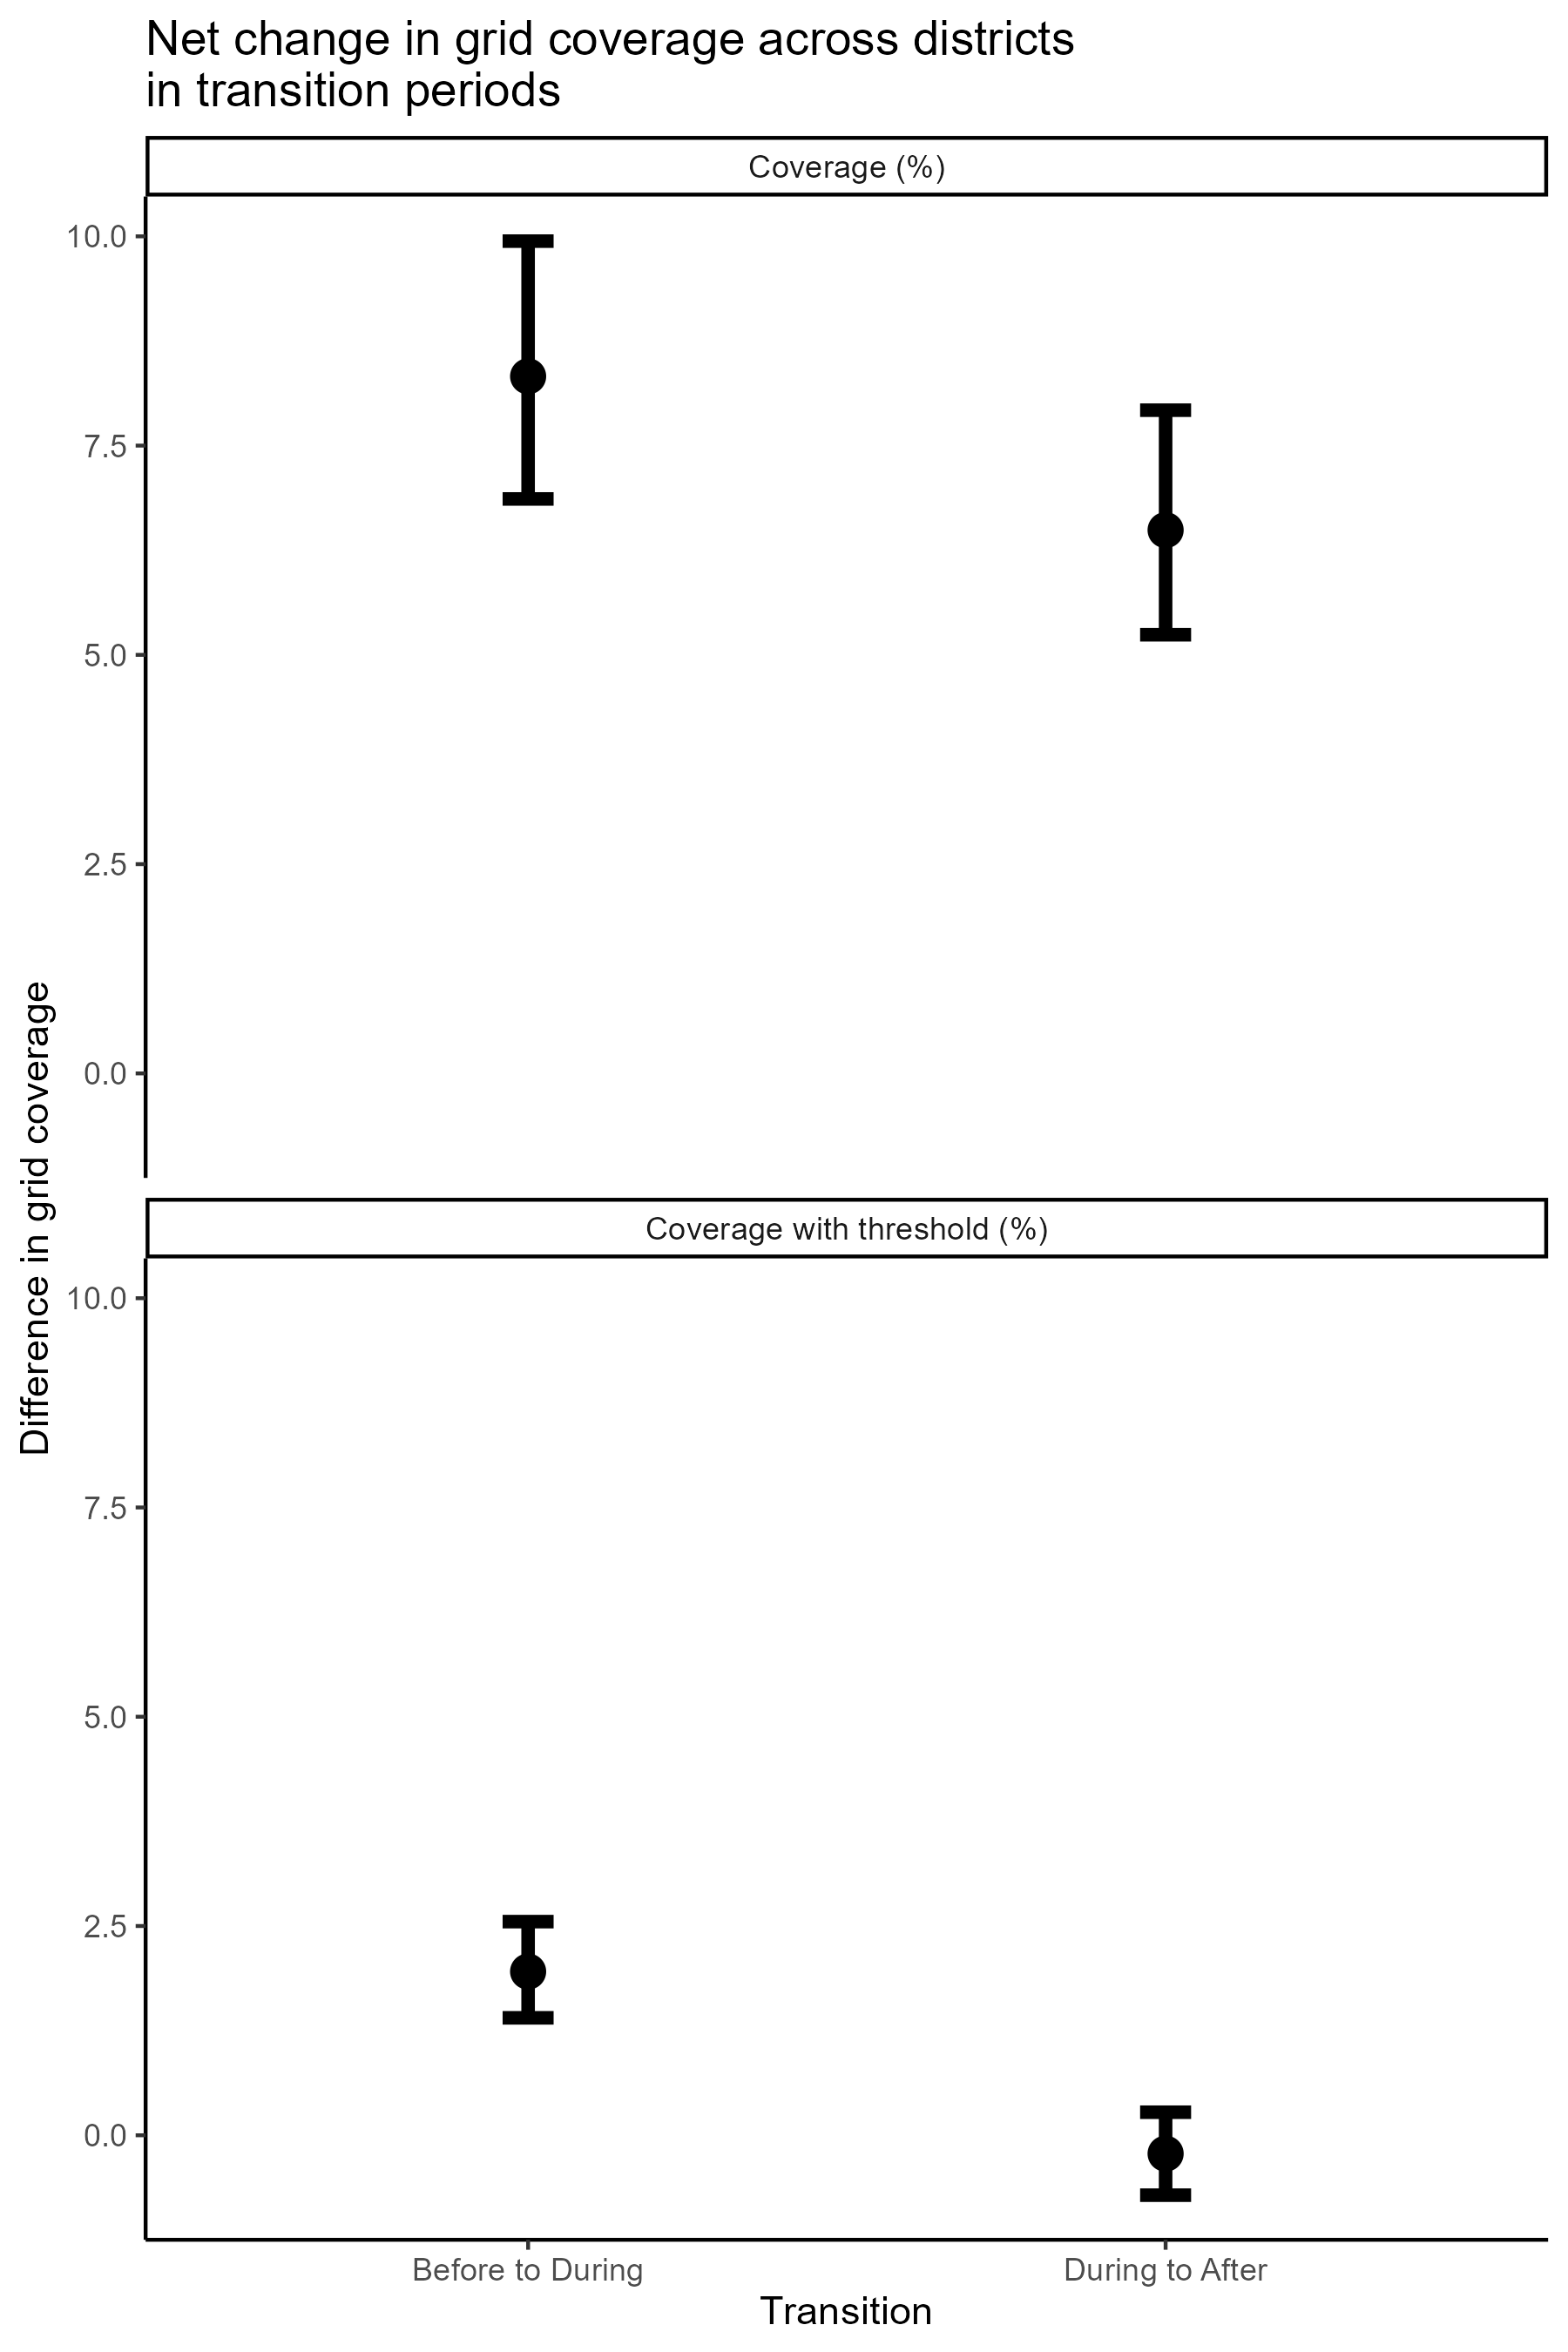 Net change in grid coverage across districts
in transition periods
Coverage (%)
10.0
7.5
5.0
2.5
0.0
Difference in grid coverage
Coverage with threshold (%)
10.0
7.5
5.0
2.5
0.0
Before to During
During to After
Transition